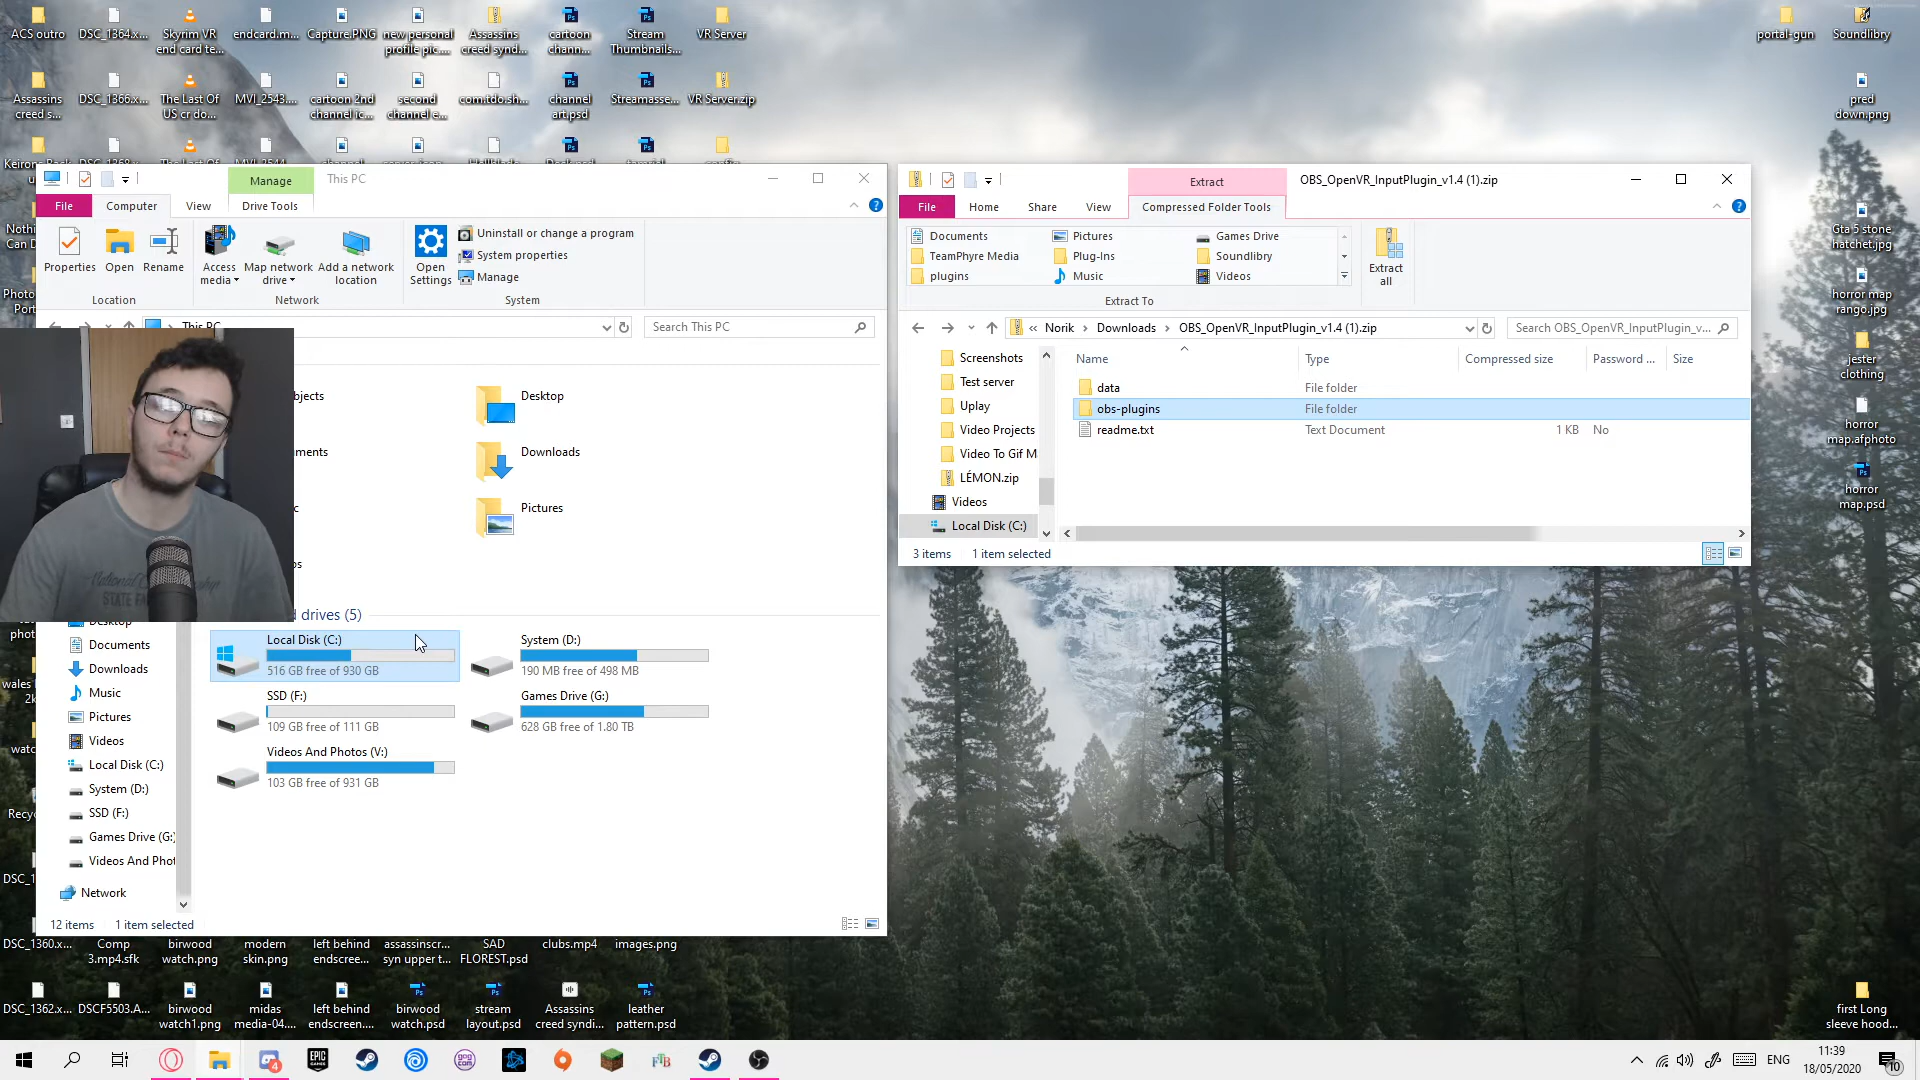 ACS outro
DSC_1364.x...
Skyrim VR end card te...
endcard.m...
Capture.PNG
new personal profile pic....
Assassins creed synd...
cartoon chann...
Stream Thumbnails...
VR Server
portal-gun
Soundlibry
Assassins creed s...
DSC_1366.x...
The Last Of US cr do...
MVI_2543....
cartoon 2nd channel ic...
second channel e...
com.tdo.sh...
channel art.psd
Streamasse...
VR Server.zip
pred down.png
Manage
This PC
File
Computer
View
Drive Tools
Properties
Open
Rename
Access media
Map network drive
Add a network location
Open Settings
Uninstall or change a program
System properties
Manage
Location
Network
System
This PC
Search This PC
Desktop
Downloads
Pictures
d drives (5)
Local Disk (C:)
516 GB free of 930 GB
System (D:)
190 MB free of 498 MB
SSD (F:)
109 GB free of 111 GB
Games Drive (G:)
628 GB free of 1.80 TB
Videos And Photos (V:)
103 GB free of 931 GB
Desktop
Documents
Downloads
Music
Pictures
Videos
Local Disk (C:)
System (D:)
SSD (F:)
Games Drive (G:)
Videos And Phot
Network
12 items
1 item selected
Extract
OBS_OpenVR_InputPlugin_v1.4 (1).zip
File
Home
Share
View
Compressed Folder Tools
Documents
Pictures
Games Drive
TeamPhyre Media
Plug-Ins
Soundlibry
plugins
Music
Videos
Extract all
Extract To
« Norik › Downloads › OBS_OpenVR_InputPlugin_v1.4 (1).zip
Search OBS_OpenVR_InputPlugin_v...
Screenshots
Test server
Uplay
Video Projects
Video To Gif M
LÉMON.zip
Videos
Local Disk (C:)
Name
Type
Compressed size
Password ...
Size
data
File folder
obs-plugins
File folder
readme.txt
Text Document
1 KB
No
3 items
1 item selected
Gta 5 stone hatchet.jpg
horror map rango.jpg
jester clothing
horror map.afphoto
horror map.psd
DSC_1360.x...
Comp 3.mp4.sfk
birwood watch.png
modern skin.png
left behind endscree...
assassinscr... syn upper t...
SAD FLOREST.psd
clubs.mp4
images.png
DSC_1362.x...
DSCF5503.A...
birwood watch1.png
midas media-04....
left behind endscreen....
birwood watch.psd
stream layout.psd
Assassins creed syndi...
leather pattern.psd
first Long sleeve hood...
ENG
11:39
18/05/2020
10